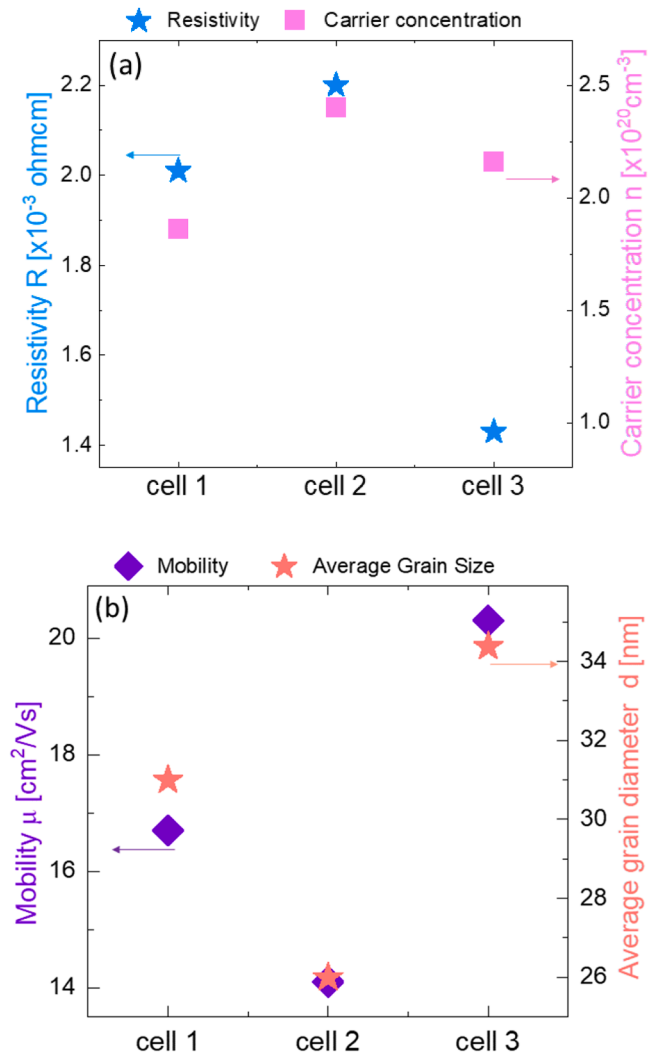 Resistivity Carrier concentration
(a)
Resistivity R [x10⁻³ ohmcm]
2.2
2.0
1.8
1.6
1.4
2.5
2.0
1.5
1.0
Carrier concentration n [x10²⁰cm⁻³]
cell 1 cell 2 cell 3
Mobility Average Grain Size
(b)
Mobility μ [cm²/Vs]
20
18
16
14
34
32
30
28
26
Average grain diameter d [nm]
cell 1 cell 2 cell 3